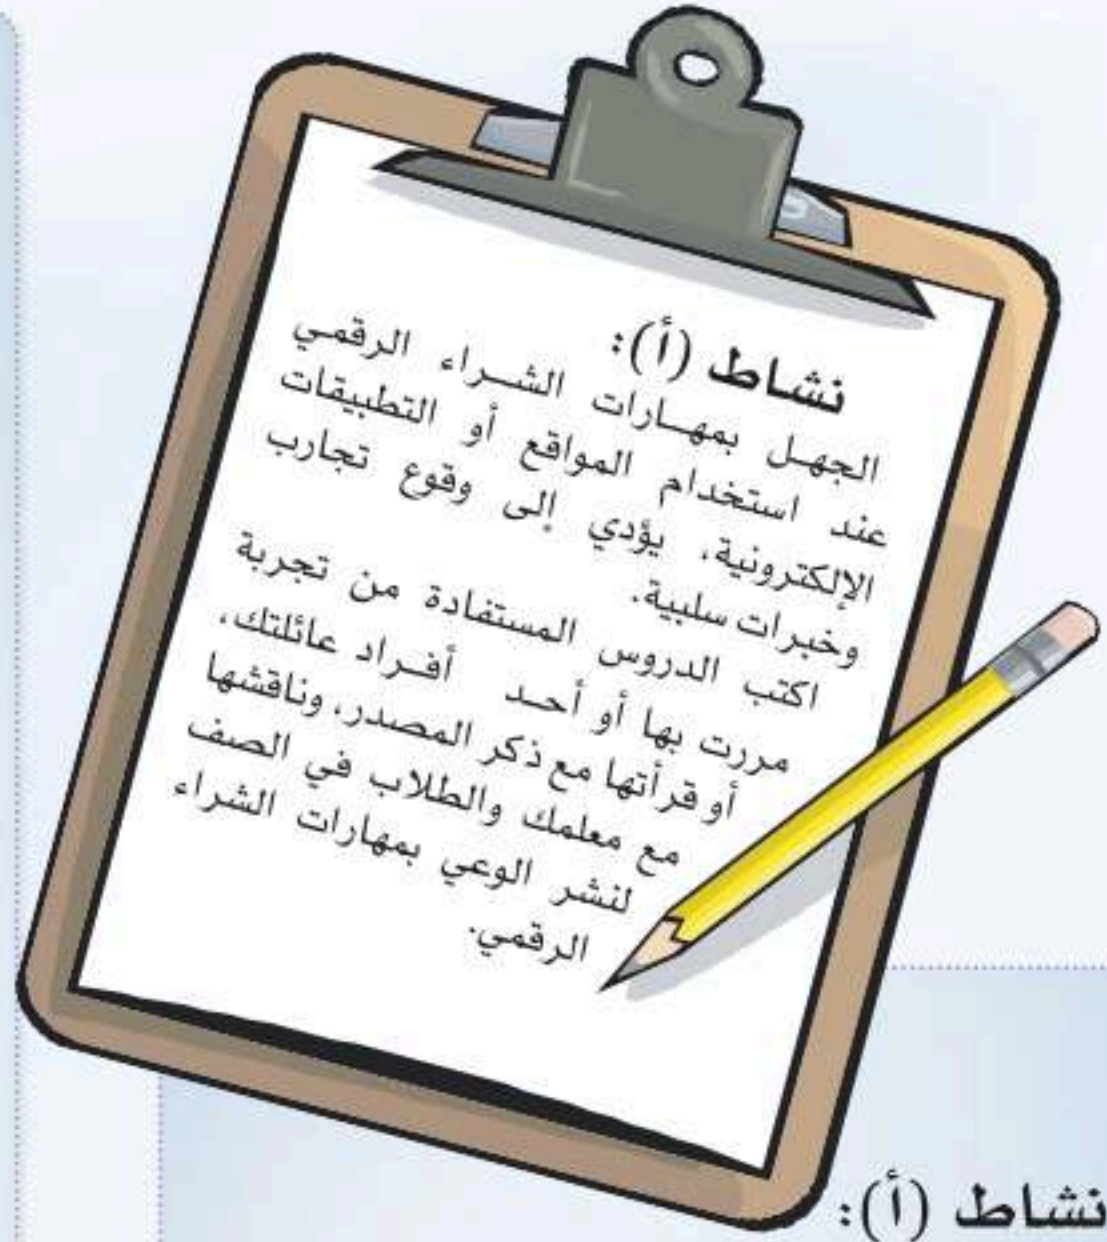 نشاط (أ):
الجهل بمهارات الشراء الرقمي
عند استخدام المواقع أو التطبيقات
الإلكترونية، يؤدي إلى وقوع تجارب
وخبرات سلبية.
اكتب الدروس المستفادة من تجربة
مررت بها أو أحد أفراد عائلتك،
أو قرأتها مع ذكر المصدر، وناقشها
مع معلمك والطلاب في الصف
لنشر الوعي بمهارات الشراء
الرقمي.
نشاط (أ):